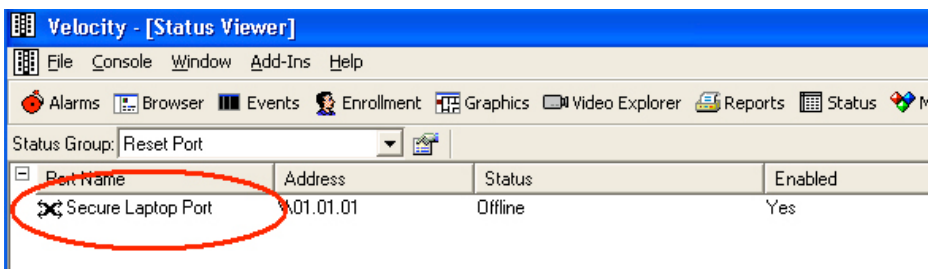 Velocity - [Status Viewer]
File Console Window Add-Ins Help
Alarms Browser Events Enrollment Graphics Video Explorer Reports Status
Status Group: Reset Port
Port Name Address Status Enabled
Secure Laptop Port \\01.01.01 Offline Yes